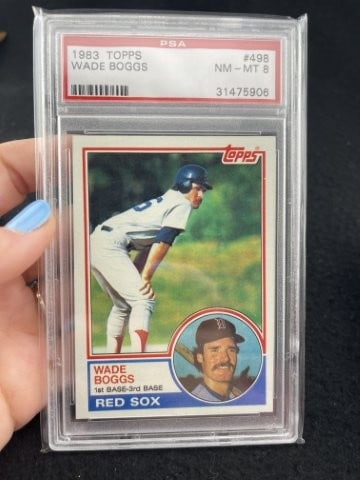 PSA
1983 TOPPS #498
WADE BOGGS NM-MT 8
31475906
Topps
WADE
BOGGS
1st BASE-3rd BASE
RED SOX